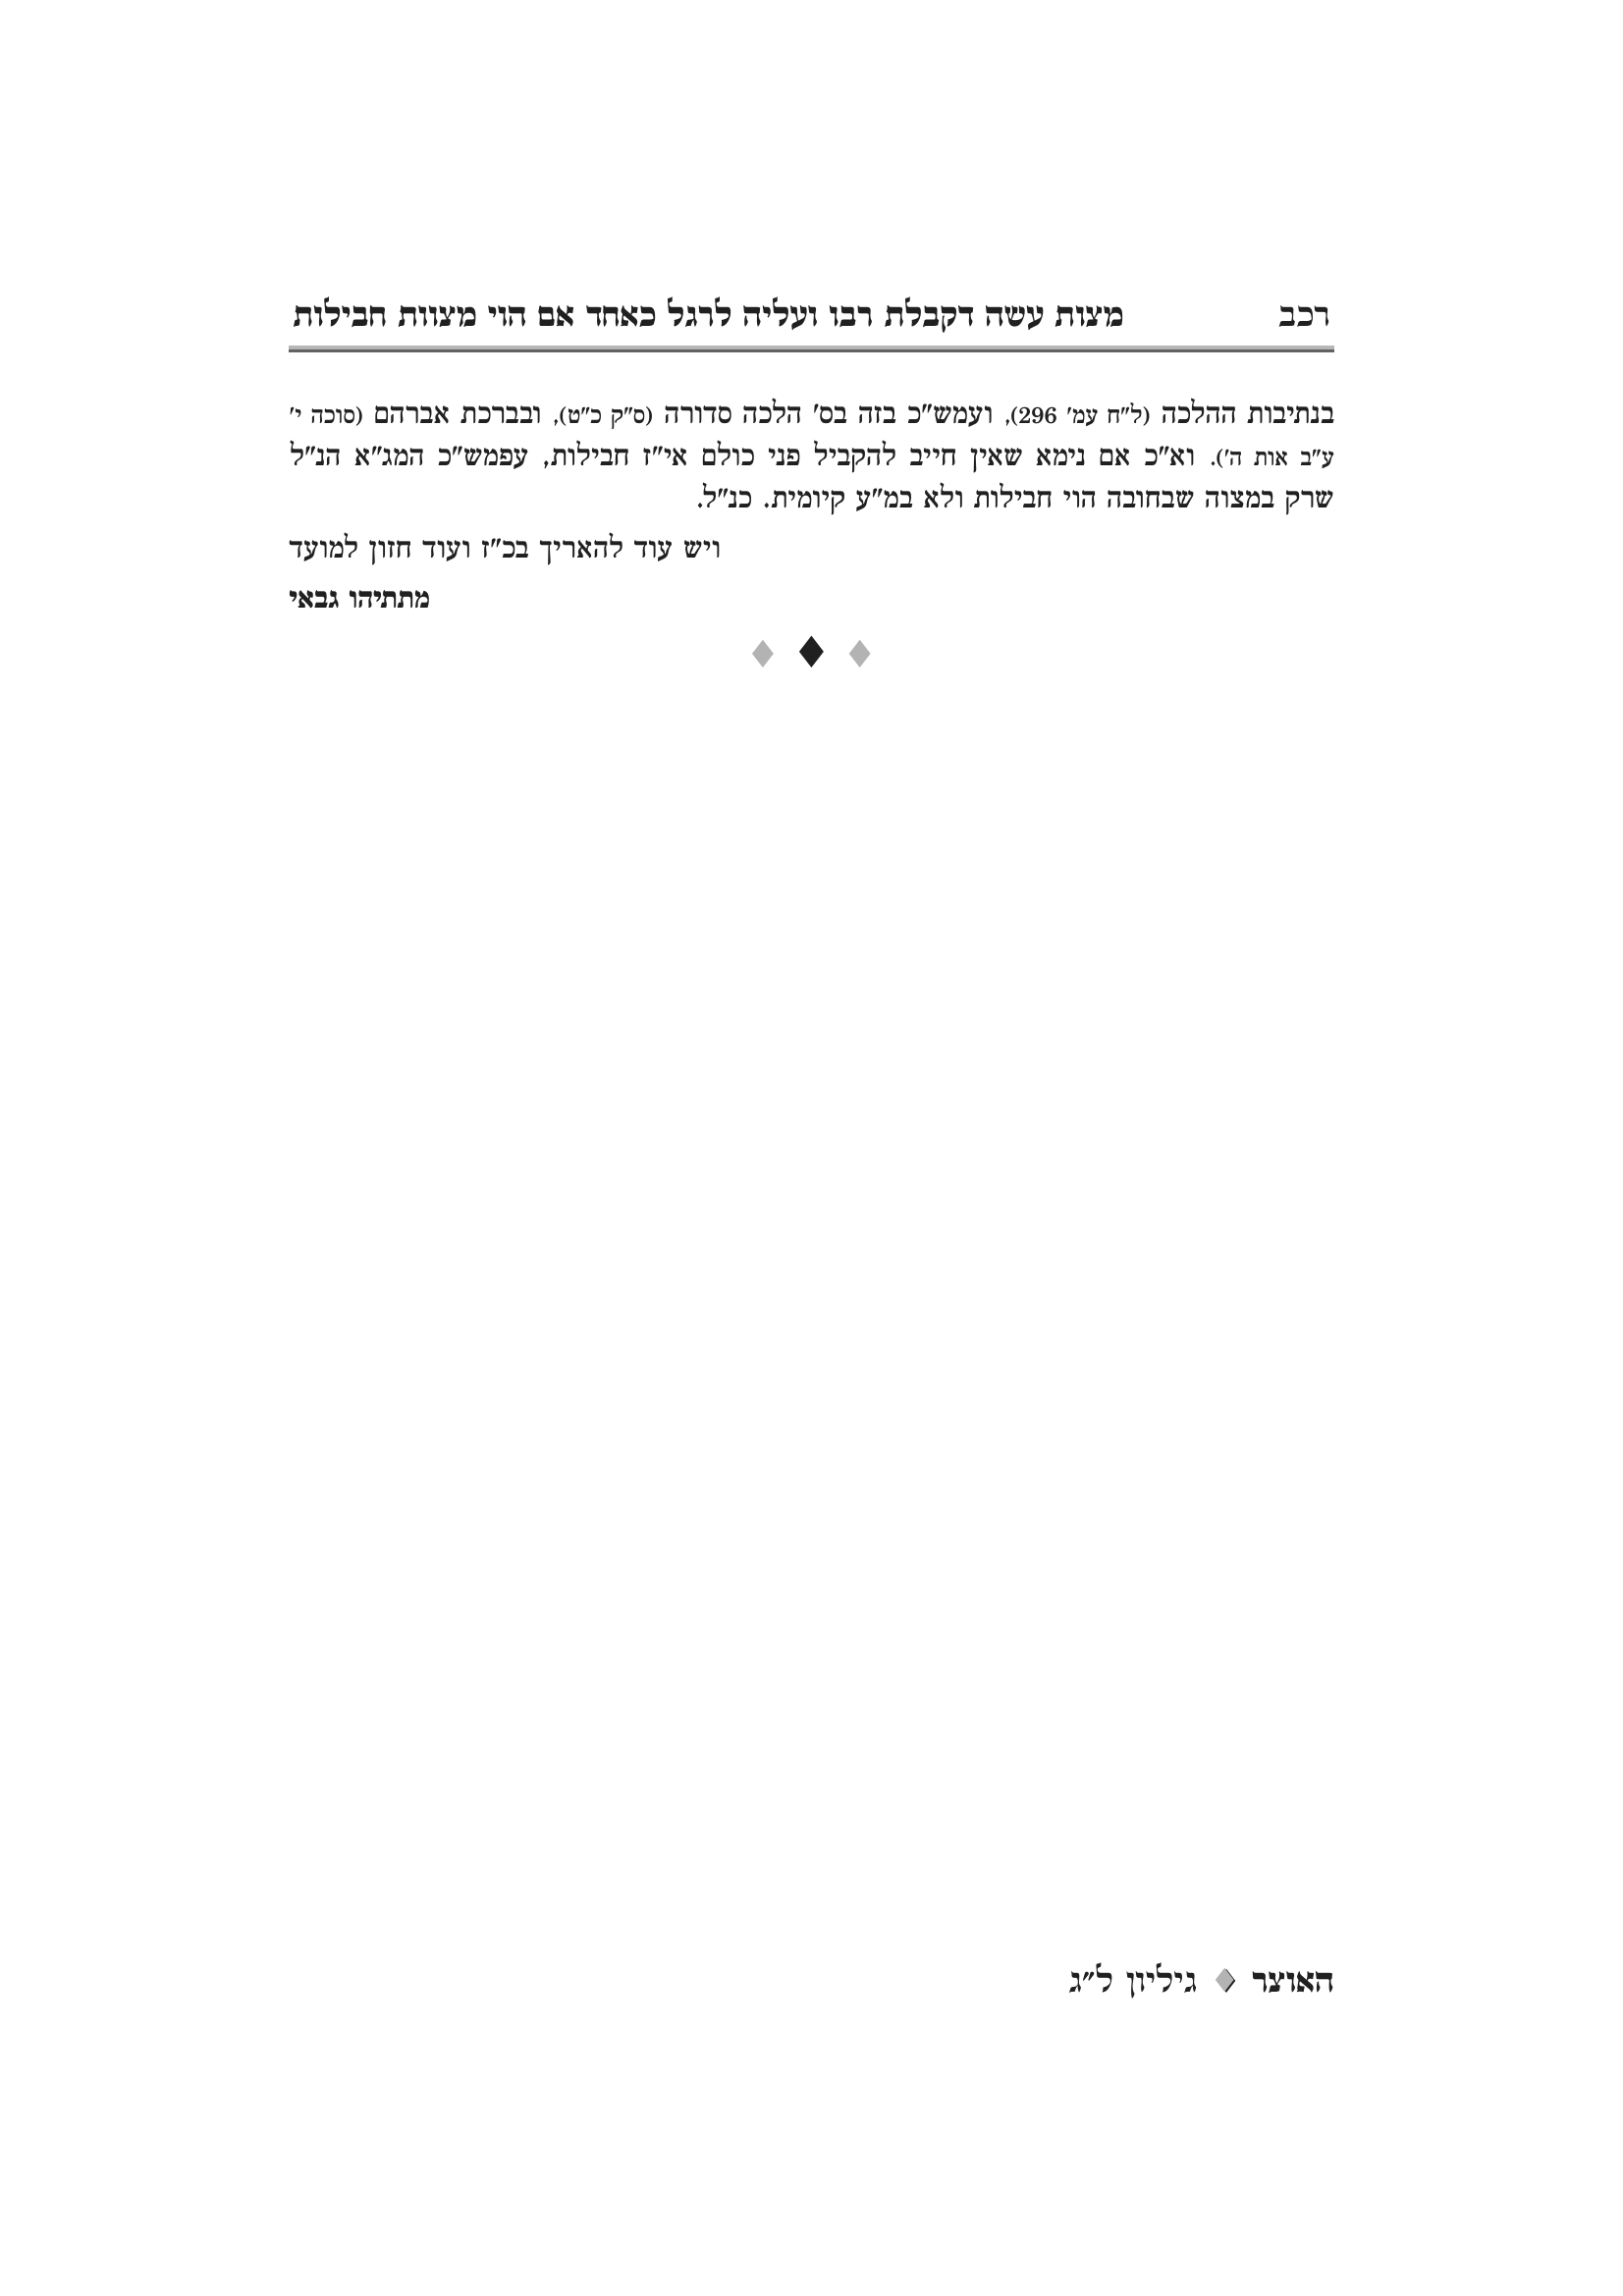 רכב מצות עשה דקבלת רבו ועליה לרגל כאחד אם הוי מצוות חבילות
בנתיבות ההלכה (ל"ח עמ' 296), ועמש"כ בזה בס' הלכה סדורה (ס"ק כ"ט), ובברכת אברהם (סוכה י'
ע"ב אות ה'). וא"כ אם נימא שאין חייב להקביל פני כולם אי"ז חבילות, עפמש"כ המג"א הנ"ל
שרק במצוה שבחובה הוי חבילות ולא במ"ע קיומית. כנ"ל.
ויש עוד להאריך בכ"ז ועוד חזון למועד
מתתיהו גבאי
האוצר ♦ גיליון ל"ג